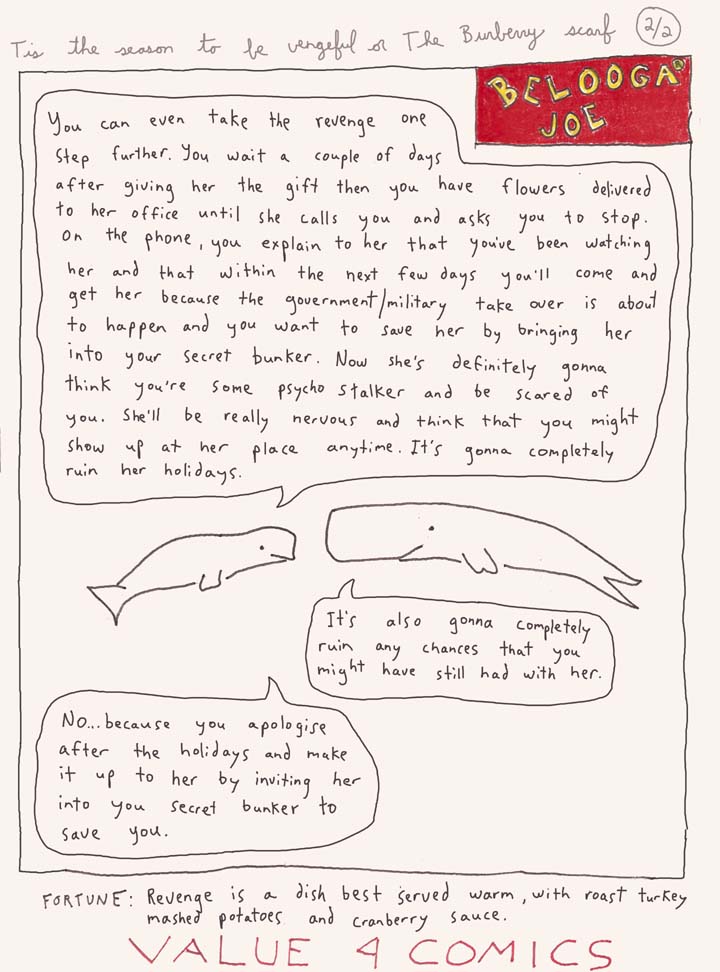 Tis the season to be vengeful or The Burberry scarf 2/2
BELOOGA
JOE
You can even take the revenge one
step further. You wait a couple of days
after giving her the gift then you have flowers delivered
to her office until she calls you and asks you to stop.
On the phone, you explain to her that you've been watching
her and that within the next few days you'll come and
get her because the government/military take over is about
to happen and you want to save her by bringing her
into your secret bunker. Now she's definitely gonna
think you're some psycho stalker and be scared of
you. She'll be really nervous and think that you might
show up at her place anytime. It's gonna completely
ruin her holidays.
It's also gonna completely
ruin any chances that you
might have still had with her.
No...because you apologise
after the holidays and make
it up to her by inviting her
into you secret bunker to
save you.
FORTUNE: Revenge is a dish best served warm, with roast turkey
mashed potatoes and cranberry sauce.
VALUE 4 COMICS